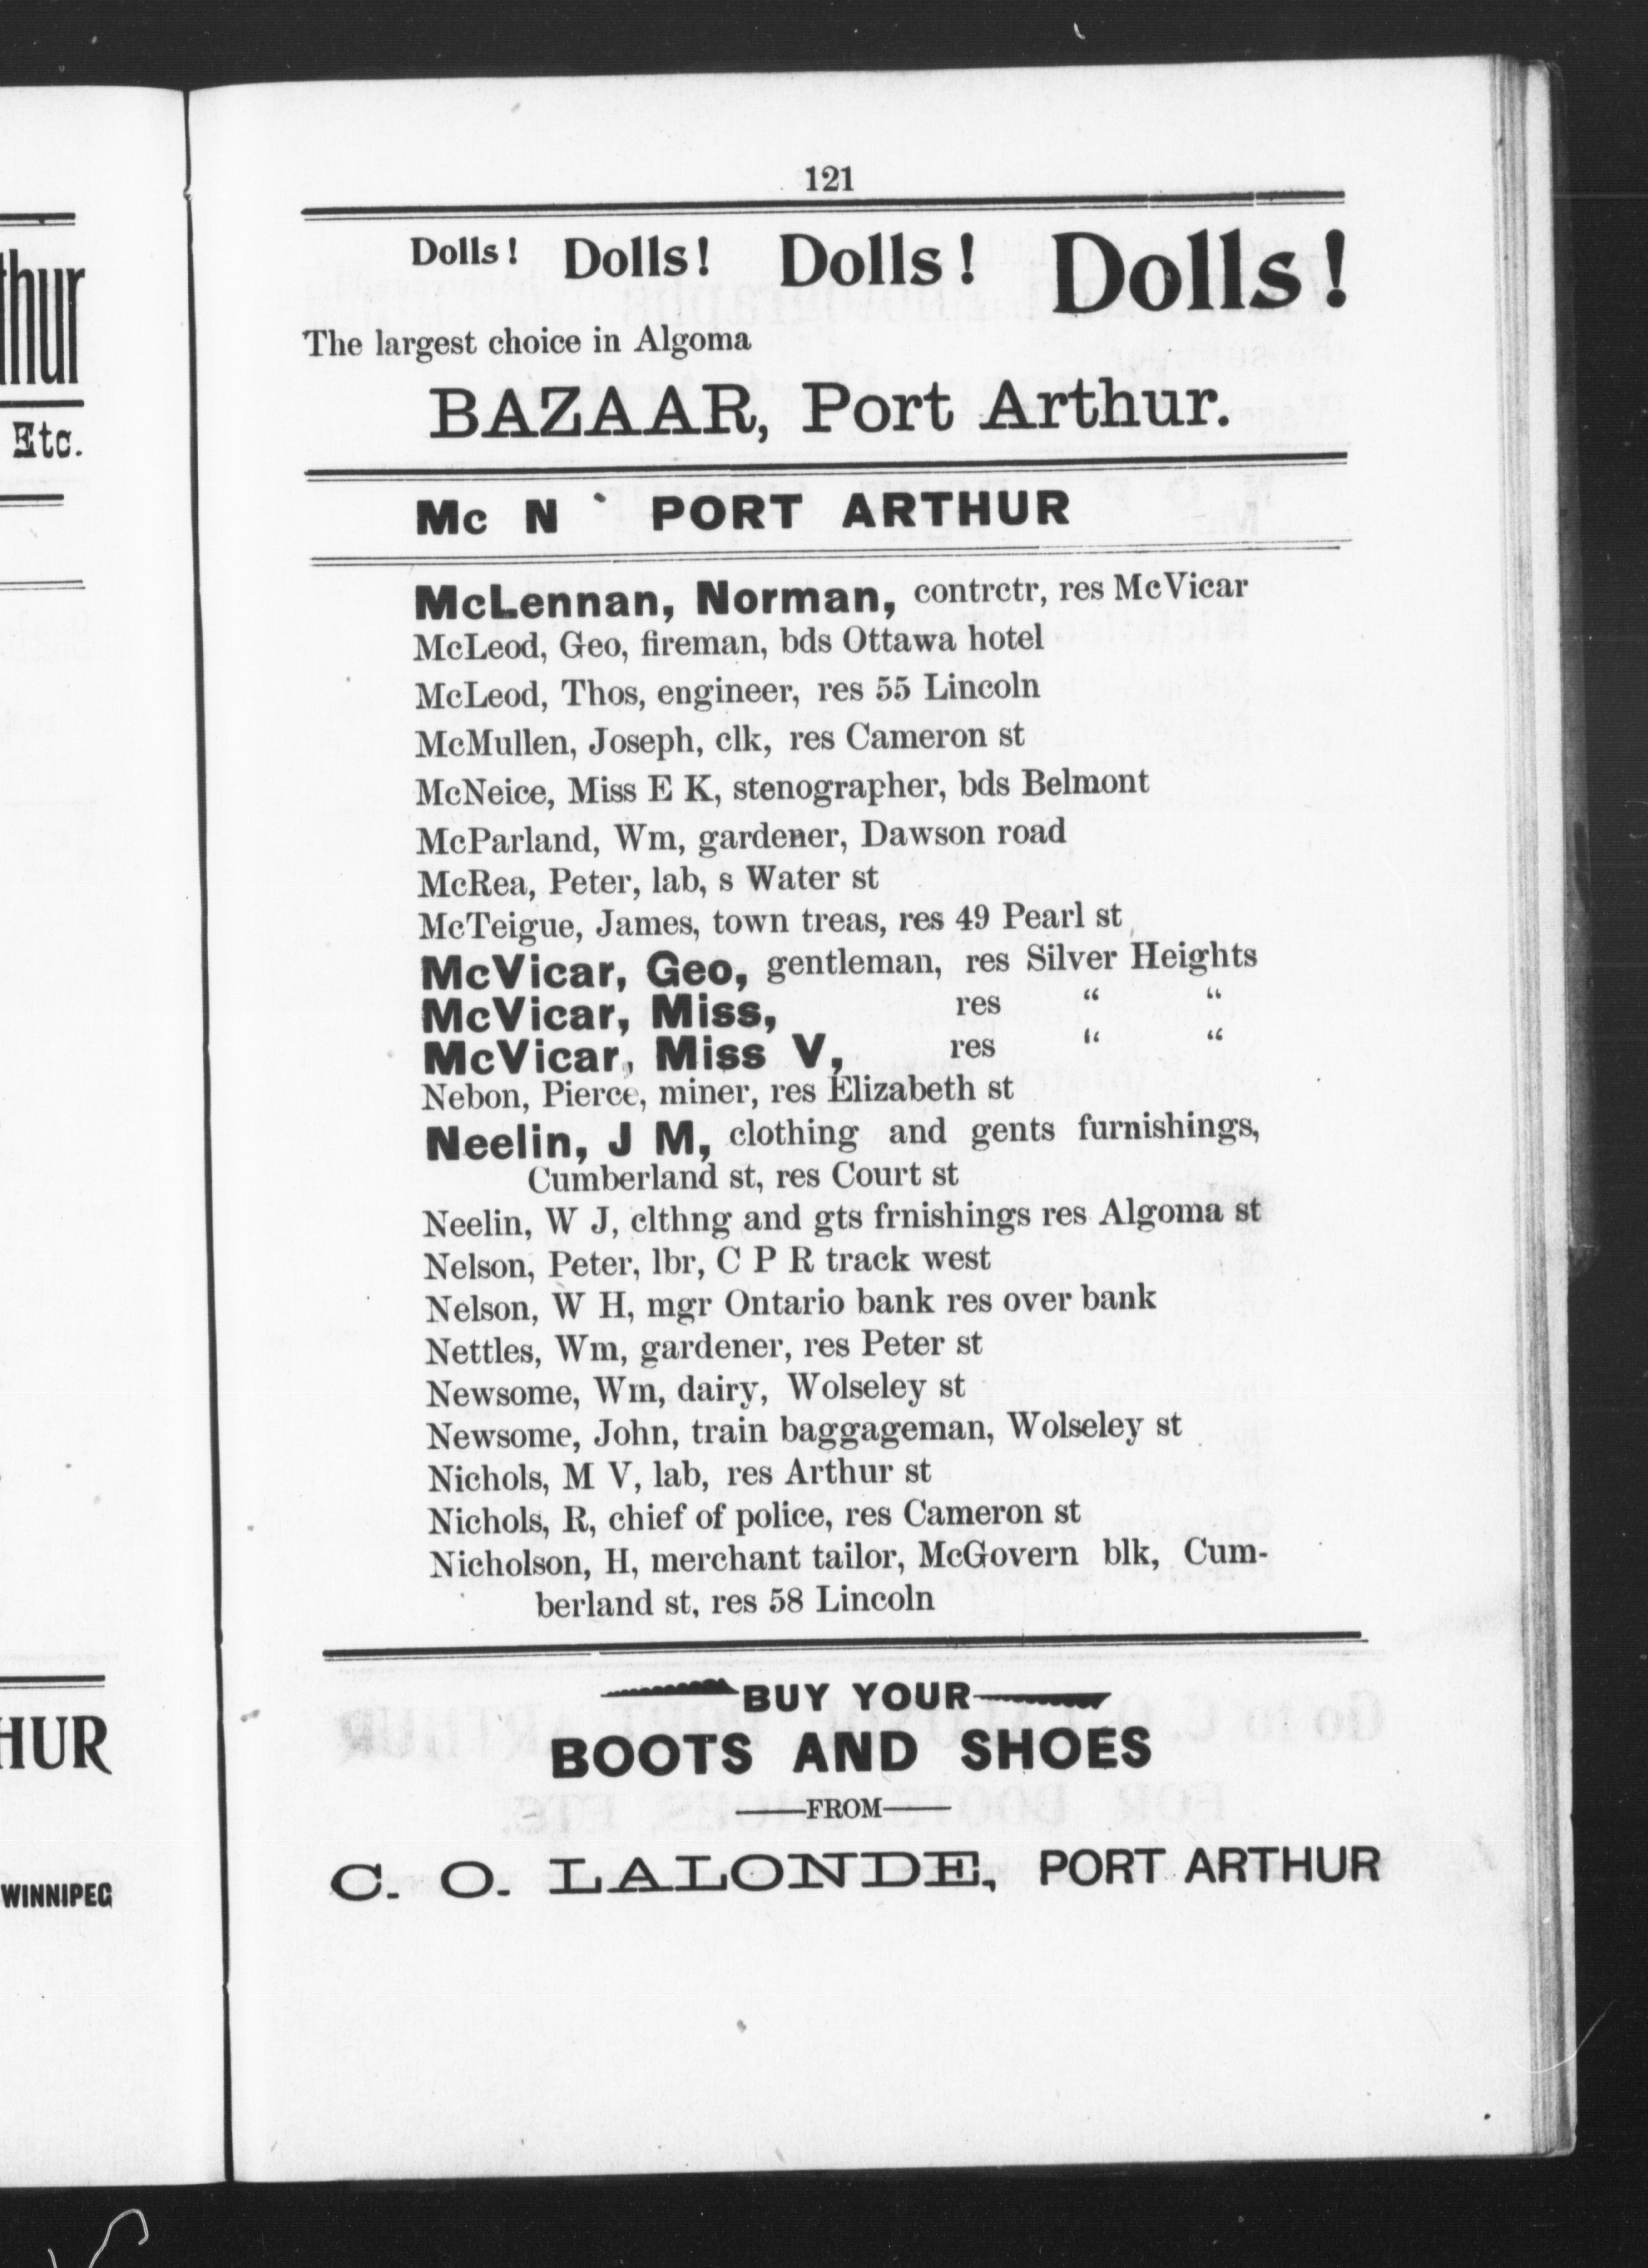 121
Dolls! Dolls! Dolls! Dolls!
The largest choice in Algoma
BAZAAR, Port Arthur.
Mc N PORT ARTHUR
McLennan, Norman, contrctr, res McVicar
McLeod, Geo, fireman, bds Ottawa hotel
McLeod, Thos, engineer, res 55 Lincoln
McMullen, Joseph, clk, res Cameron st
McNeice, Miss E K, stenographer, bds Belmont
McParland, Wm, gardener, Dawson road
McRea, Peter, lab, s Water st
McTeigue, James, town treas, res 49 Pearl st
McVicar, Geo, gentleman, res Silver Heights
McVicar, Miss, res “ “
McVicar, Miss V, res “ “
Nebon, Pierce, miner, res Elizabeth st
Neelin, J M, clothing and gents furnishings,
Cumberland st, res Court st
Neelin, W J, clthng and gts frnishings res Algoma st
Nelson, Peter, lbr, C P R track west
Nelson, W H, mgr Ontario bank res over bank
Nettles, Wm, gardener, res Peter st
Newsome, Wm, dairy, Wolseley st
Newsome, John, train baggageman, Wolseley st
Nichols, M V, lab, res Arthur st
Nichols, R, chief of police, res Cameron st
Nicholson, H, merchant tailor, McGovern blk, Cum-
berland st, res 58 Lincoln
BUY YOUR
BOOTS AND SHOES
—FROM—
C. O. LALONDE, PORT ARTHUR
thur
Etc.
HUR
WINNIPEG